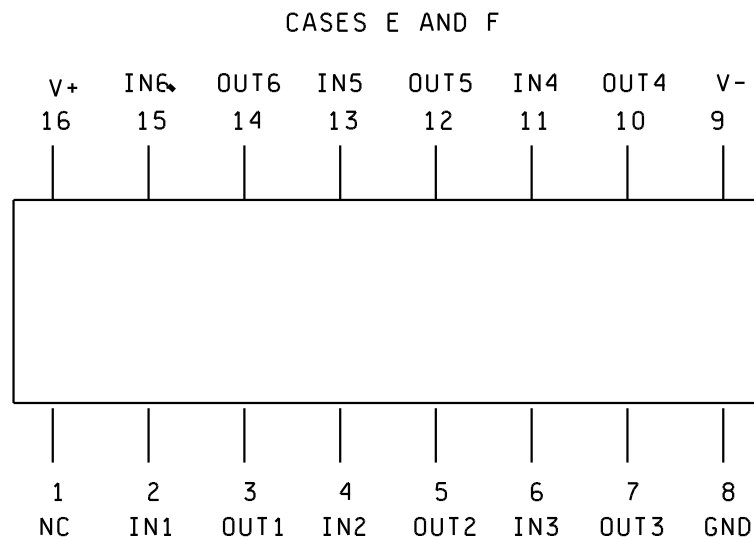 CASES E AND F
V+ IN6 OUT6 IN5 OUT5 IN4 OUT4 V-
16 15 14 13 12 11 10 9
1 2 3 4 5 6 7 8
NC IN1 OUT1 IN2 OUT2 IN3 OUT3 GND